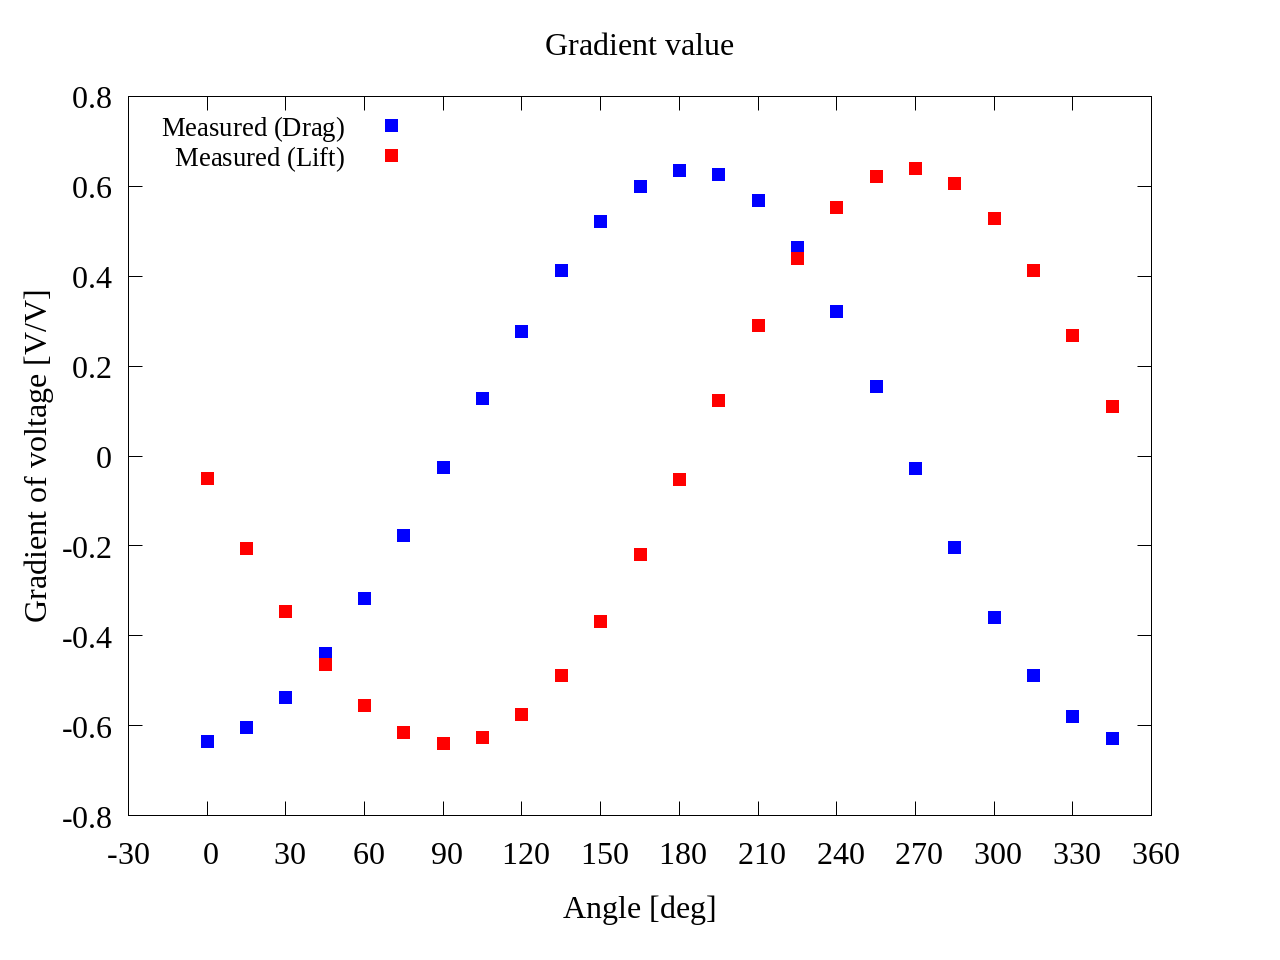 Gradient value
Measured (Drag)
Measured (Lift)
0.8
0.6
0.4
0.2
0
-0.2
-0.4
-0.6
-0.8
Gradient of voltage [V/V]
-30 0 30 60 90 120 150 180 210 240 270 300 330 360
Angle [deg]